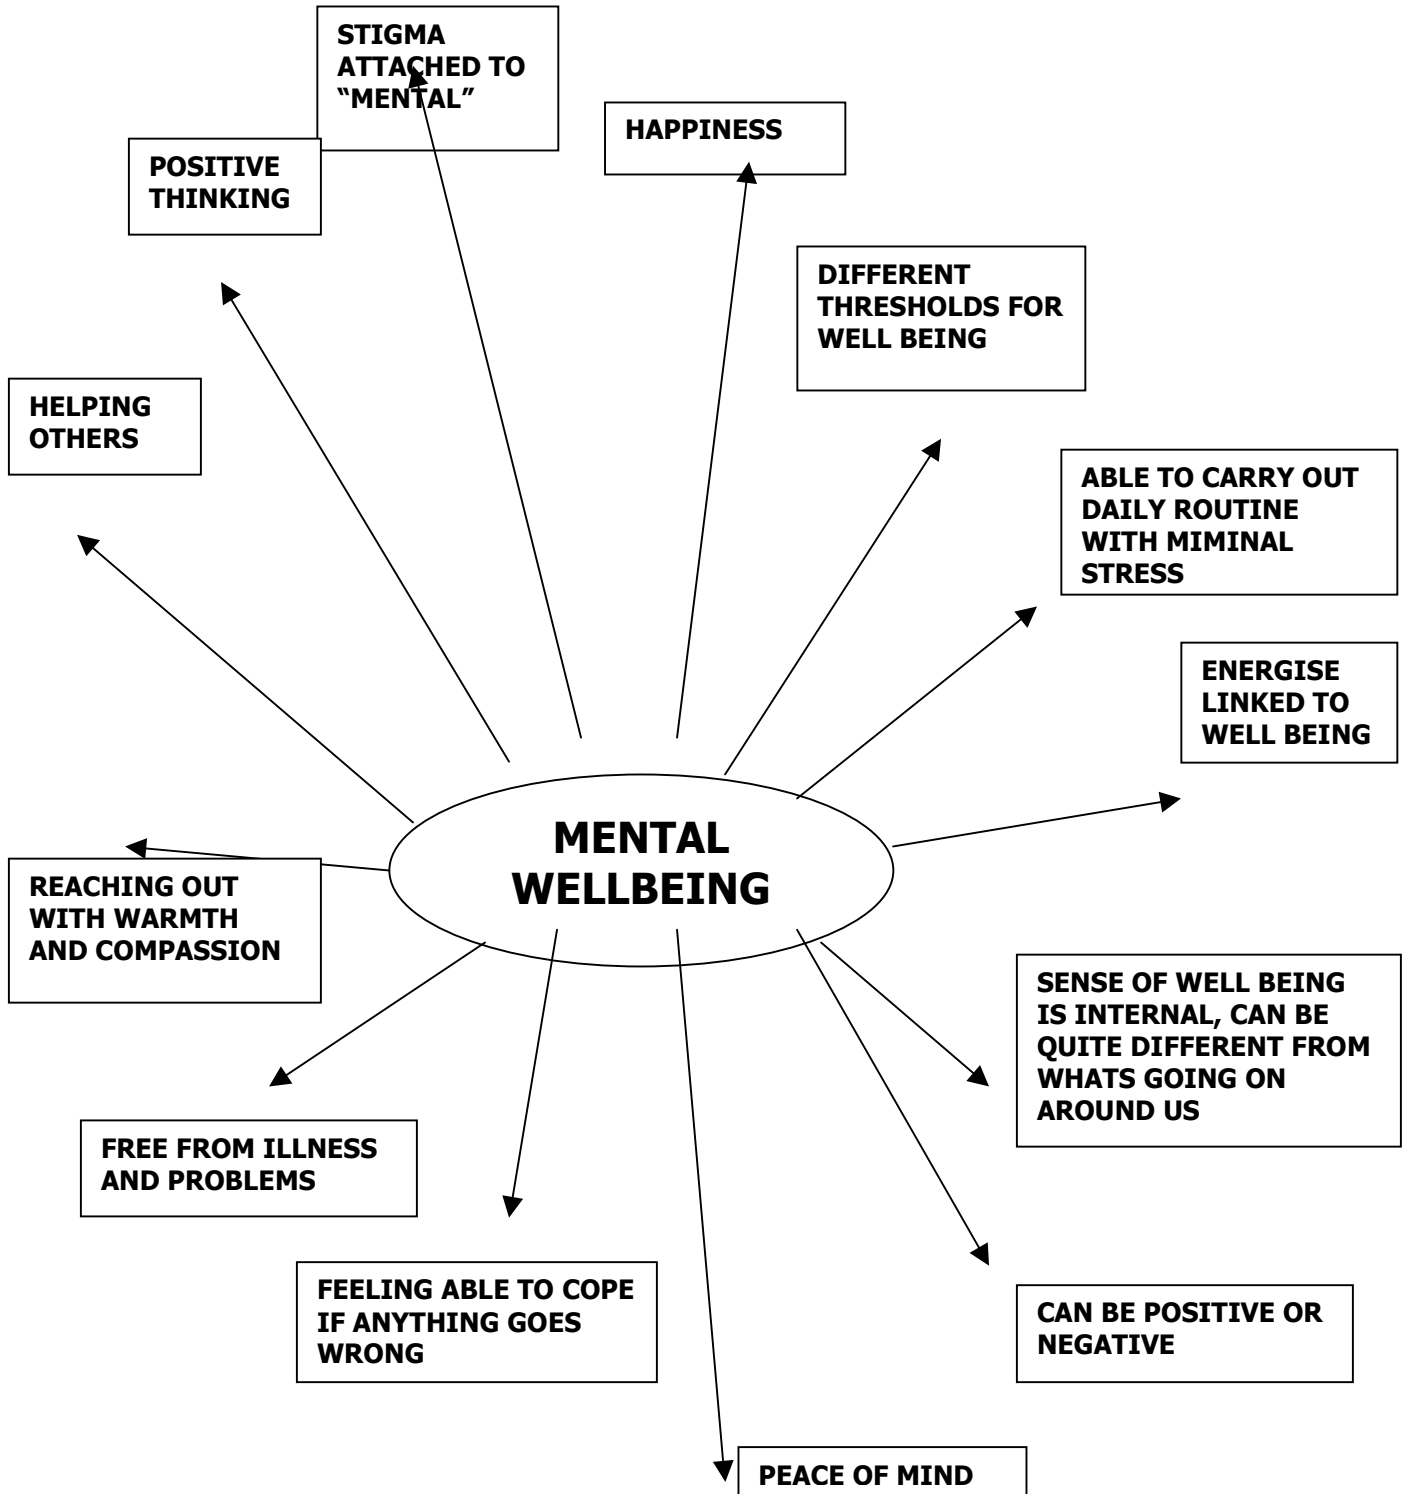 STIGMA
ATTACHED TO
“MENTAL”
HAPPINESS
POSITIVE
THINKING
DIFFERENT
THRESHOLDS FOR
WELL BEING
HELPING
OTHERS
ABLE TO CARRY OUT
DAILY ROUTINE
WITH MIMINAL
STRESS
ENERGISE
LINKED TO
WELL BEING
MENTAL
WELLBEING
REACHING OUT
WITH WARMTH
AND COMPASSION
SENSE OF WELL BEING
IS INTERNAL, CAN BE
QUITE DIFFERENT FROM
WHATS GOING ON
AROUND US
FREE FROM ILLNESS
AND PROBLEMS
FEELING ABLE TO COPE
IF ANYTHING GOES
WRONG
CAN BE POSITIVE OR
NEGATIVE
PEACE OF MIND